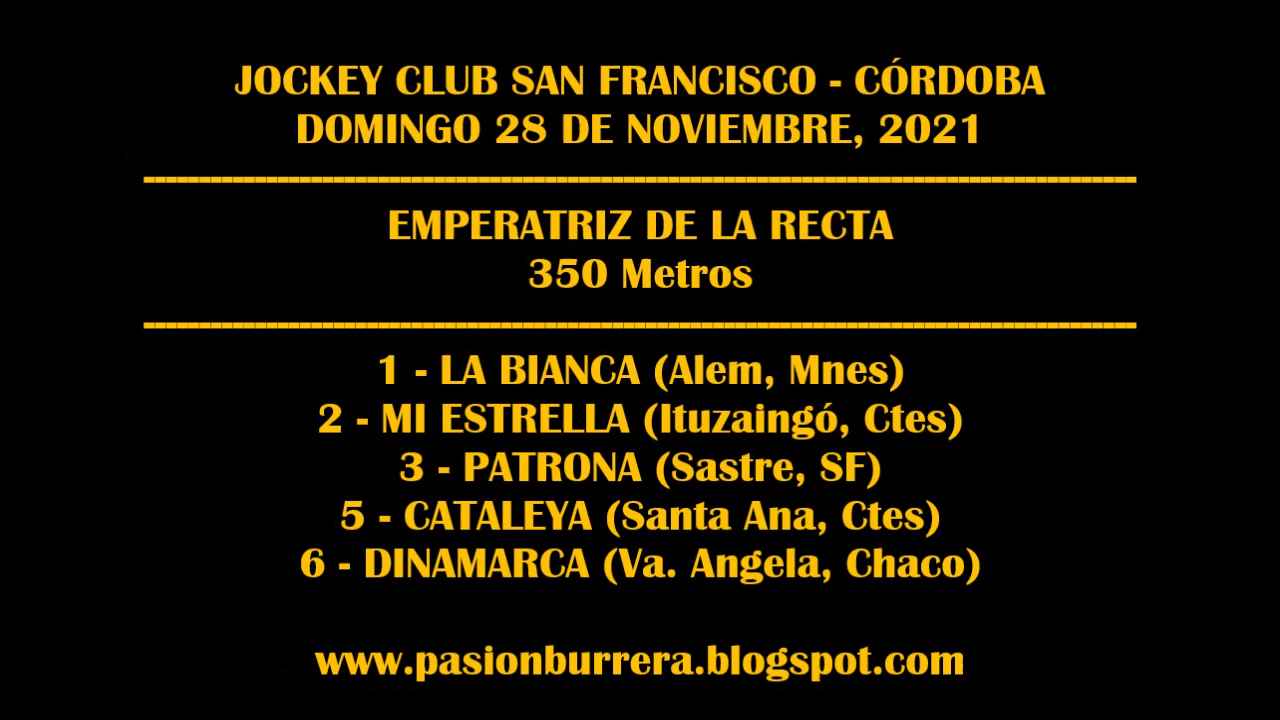 JOCKEY CLUB SAN FRANCISCO - CÓRDOBA
DOMINGO 28 DE NOVIEMBRE, 2021
EMPERATRIZ DE LA RECTA
350 Metros
1 - LA BIANCA (Alem, Mnes)
2 - MI ESTRELLA (Ituzaingó, Ctes)
3 - PATRONA (Sastre, SF)
5 - CATALEYA (Santa Ana, Ctes)
6 - DINAMARCA (Va. Angela, Chaco)
www.pasionburrera.blogspot.com